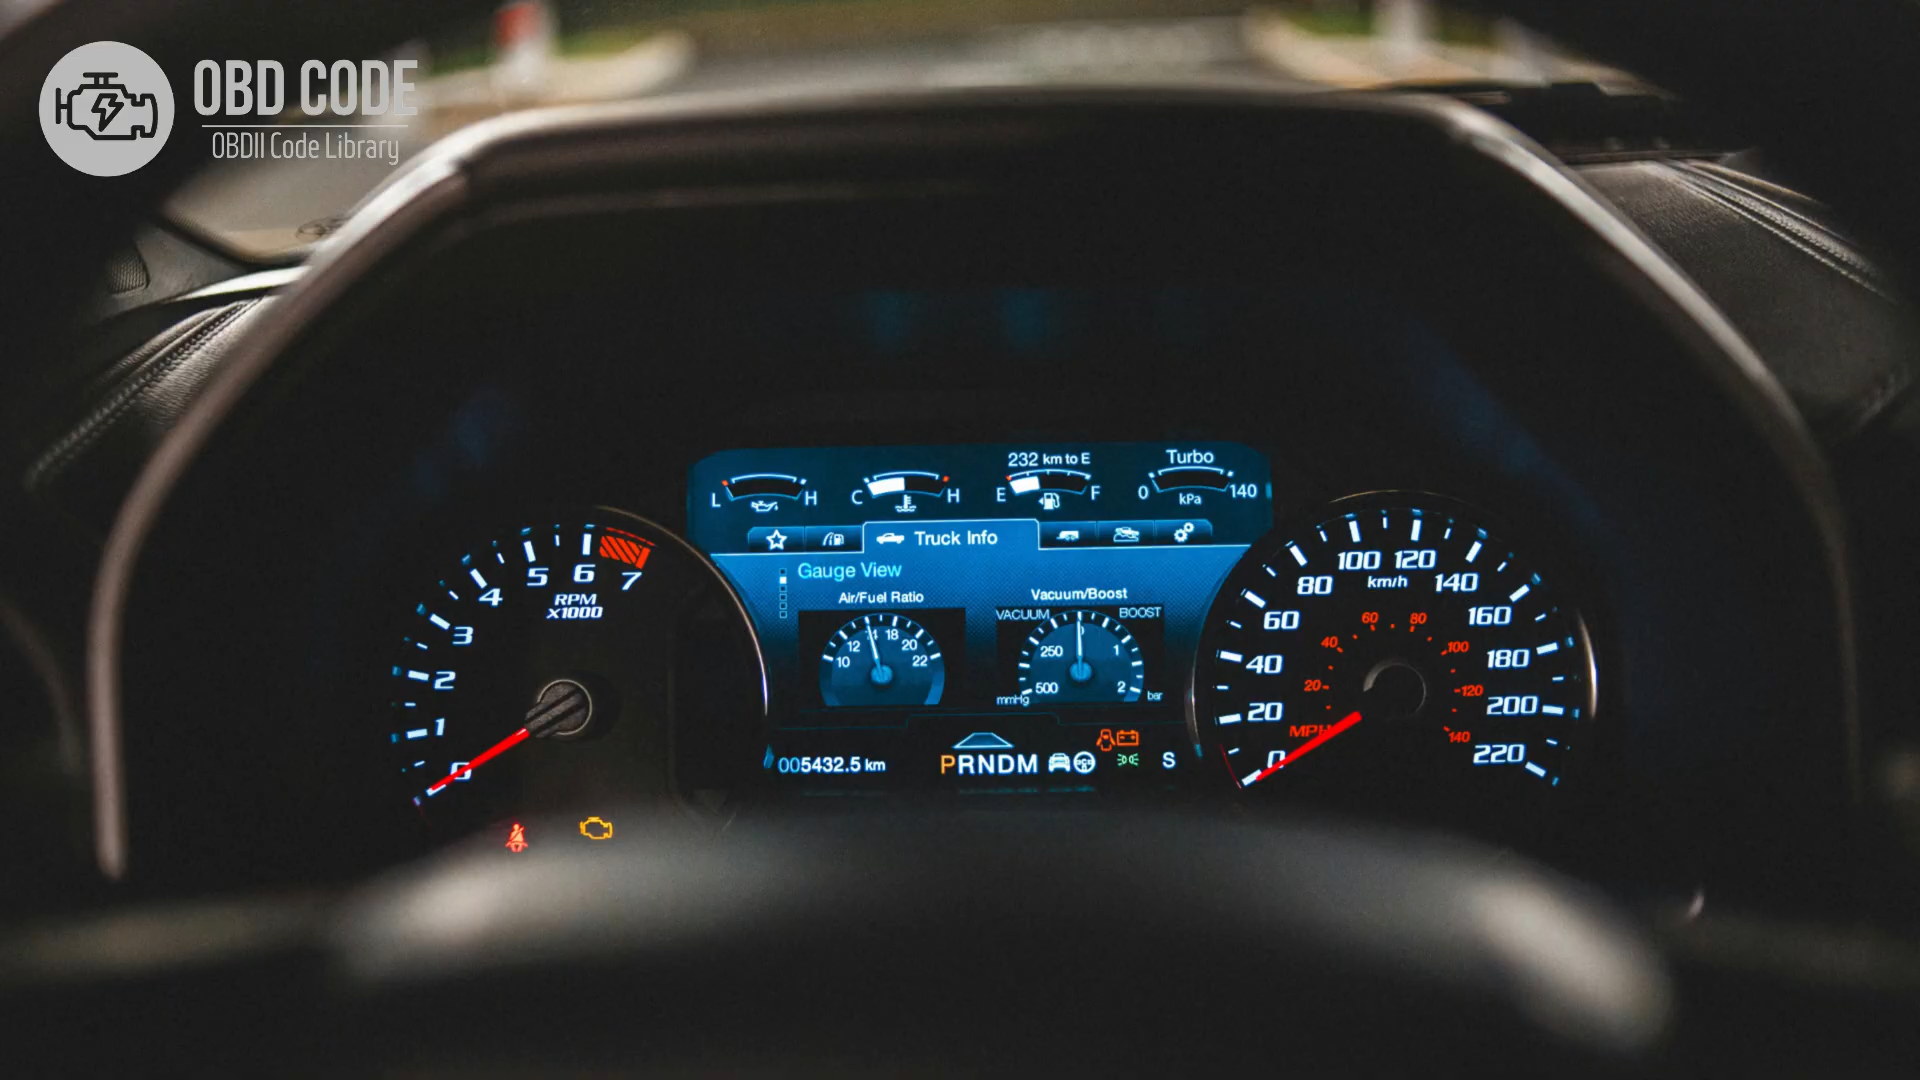 OBD CODE
OBDII Code Library
232 km to E
Turbo
L H
C H
E F
0 140
kPa
Truck Info
Gauge View
Air/Fuel Ratio
10 12 14 18 20 22
Vacuum/Boost
VACUUM BOOST
500 250 0 1 2
mmHg bar
0 1 2 3 4 5 6 7
RPM
X1000
0 20 40 60 80 100 120 140 160 180 200 220
km/h
20 40 60 80 100 120 140
MPH
005432.5 km
PRNDM
S